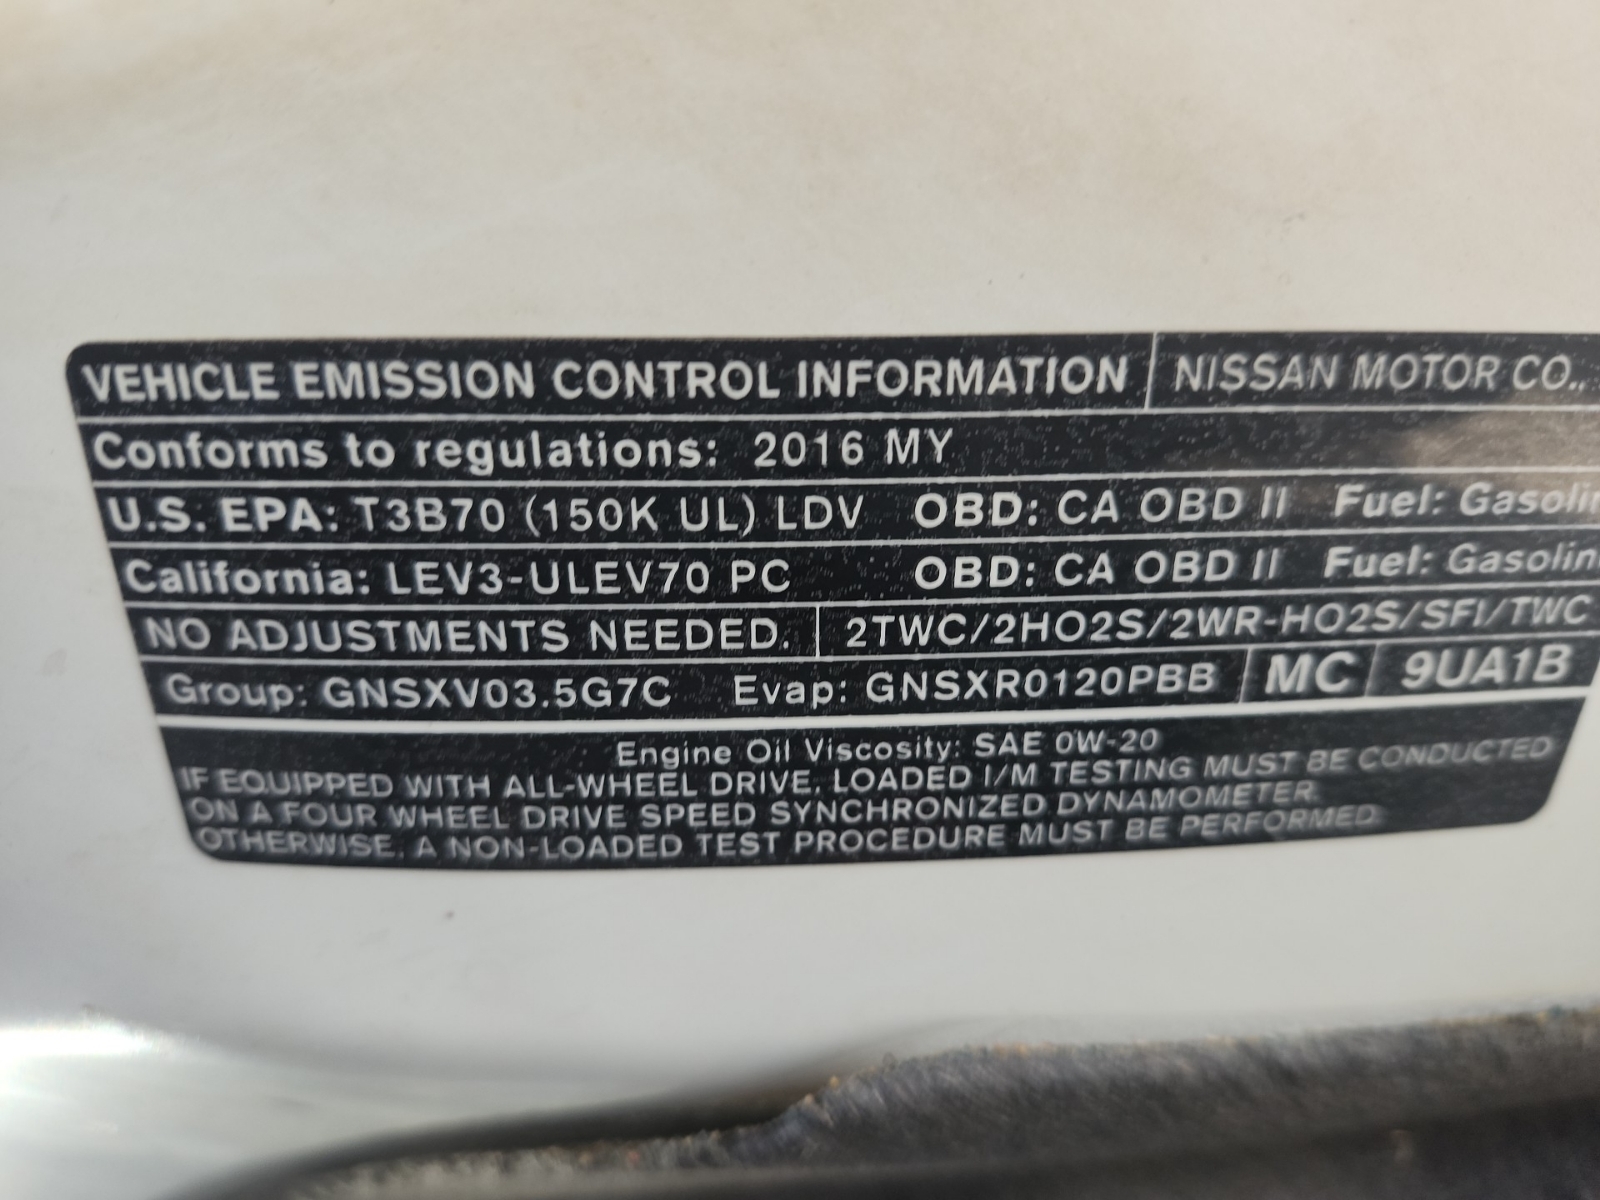 VEHICLE EMISSION CONTROL INFORMATION NISSAN MOTOR CO.,
Conforms to regulations: 2016 MY
U.S. EPA: T3B70 (150K UL) LDV OBD: CA OBD II Fuel: Gasolin
California: LEV3-ULEV70 PC OBD: CA OBD II Fuel: Gasoline
NO ADJUSTMENTS NEEDED. 2TWC/2HO2S/2WR-HO2S/SFI/TWC
Group: GNSXV03.5G7C Evap: GNSXR0120PBB MC 9UA1B
Engine Oil Viscosity: SAE 0W-20
IF EQUIPPED WITH ALL-WHEEL DRIVE, LOADED I/M TESTING MUST BE CONDUCTED
ON A FOUR WHEEL DRIVE SPEED SYNCHRONIZED DYNAMOMETER.
OTHERWISE, A NON-LOADED TEST PROCEDURE MUST BE PERFORMED.